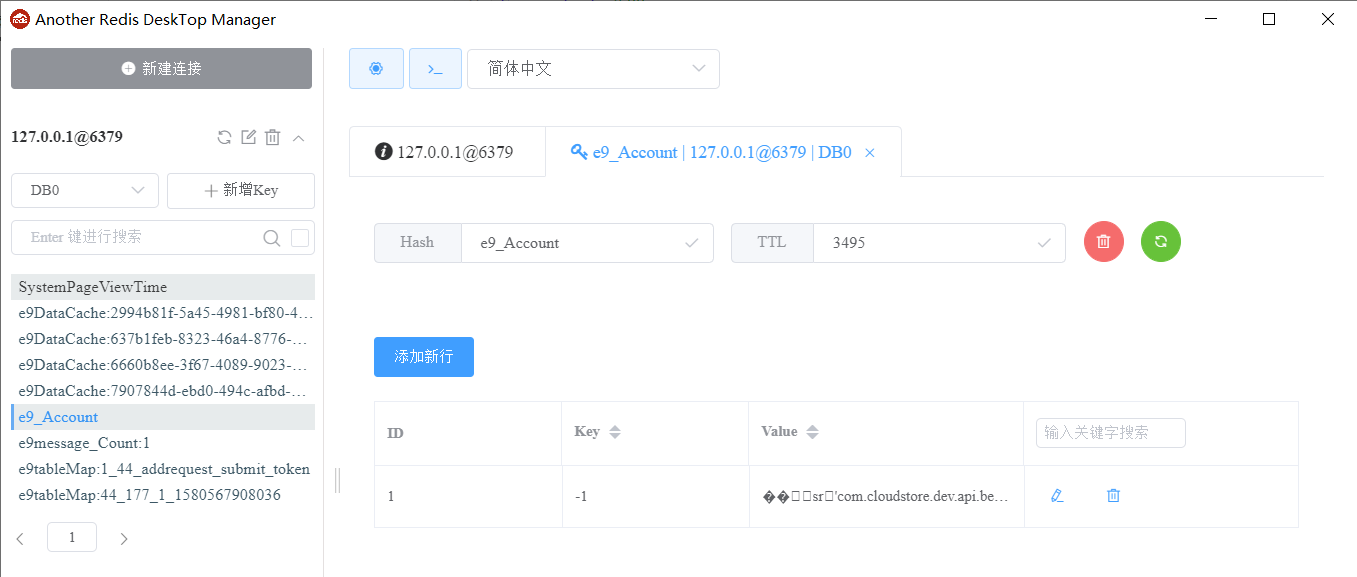 Another Redis DeskTop Manager
新建连接
简体中文
127.0.0.1@6379
127.0.0.1@6379
e9_Account | 127.0.0.1@6379 | DB0
DB0
新增Key
Enter 键进行搜索
Hash
e9_Account
TTL
3495
SystemPageViewTime
e9DataCache:2994b81f-5a45-4981-bf80-4…
e9DataCache:637b1feb-8323-46a4-8776-…
e9DataCache:6660b8ee-3f67-4089-9023-…
e9DataCache:7907844d-ebd0-494c-afbd-…
e9_Account
e9message_Count:1
e9tableMap:1_44_addrequest_submit_token
e9tableMap:44_177_1_1580567908036
1
添加新行
ID
Key
Value
输入关键字搜索
1
-1
��sr'com.cloudstore.dev.api.be…